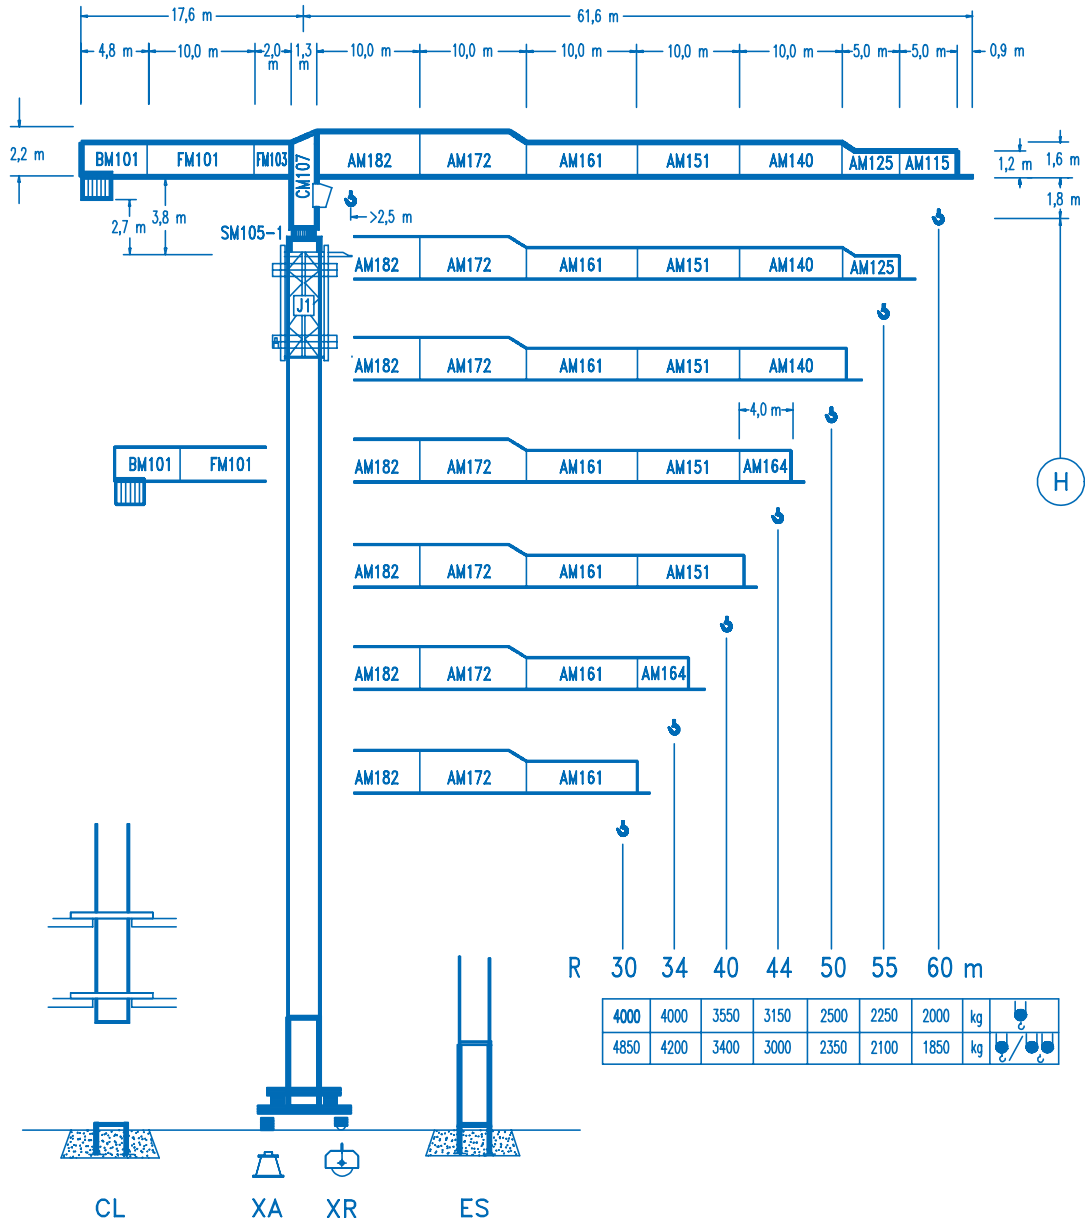 17,6 m 61,6 m
4,8 m 10,0 m 2,0 m 1,3 m 10,0 m 10,0 m 10,0 m 10,0 m 10,0 m 5,0 m 5,0 m 0,9 m
2,2 m BM101 FM101 FM103 CM107 AM182 AM172 AM161 AM151 AM140 AM125 AM115 1,2 m 1,6 m
1,8 m
2,7 m 3,8 m >2,5 m
SM105-1
AM182 AM172 AM161 AM151 AM140 AM125
J1
AM182 AM172 AM161 AM151 AM140
4,0 m
BM101 FM101 AM182 AM172 AM161 AM151 AM164
H
AM182 AM172 AM161 AM151
AM182 AM172 AM161 AM164
AM182 AM172 AM161
R 30 34 40 44 50 55 60 m
4000 4000 3550 3150 2500 2250 2000 kg
4850 4200 3400 3000 2350 2100 1850 kg
CL XA XR ES